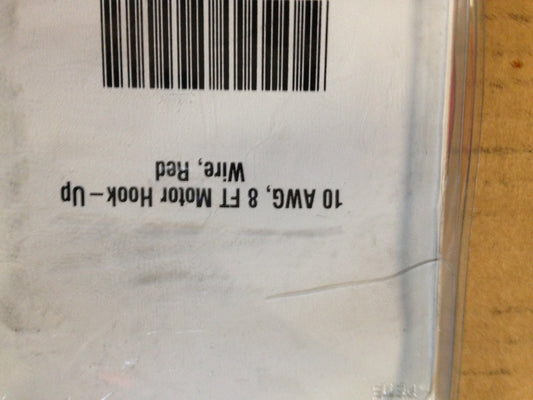 10 AWG, 8 FT Motor Hook-Up
Wire, Red